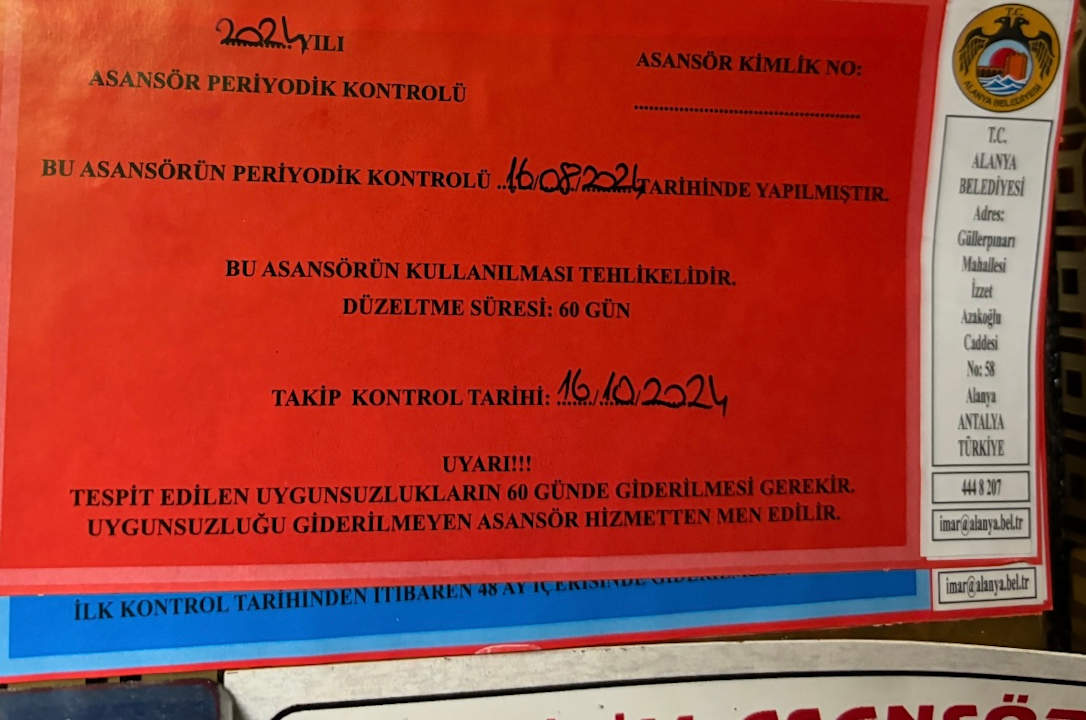 2024 YILI
ASANSÖR PERİYODİK KONTROLÜ
ASANSÖR KİMLİK NO:
BU ASANSÖRÜN PERİYODİK KONTROLÜ 16/08/2024 TARİHİNDE YAPILMIŞTIR.
BU ASANSÖRÜN KULLANILMASI TEHLİKELİDİR.
DÜZELTME SÜRESİ: 60 GÜN
TAKİP KONTROL TARİHİ: 16/10/2024
UYARI!!!
TESPİT EDİLEN UYGUNSUZLUKLARIN 60 GÜNDE GİDERİLMESİ GEREKİR.
UYGUNSUZLUĞU GİDERİLMEYEN ASANSÖR HİZMETTEN MEN EDİLİR.
T.C.
ALANYA BELEDİYESİ
T.C.
ALANYA
BELEDİYESİ
Adres:
Güllerpınarı
Mahallesi
İzzet
Azakoğlu
Caddesi
No: 58
Alanya
ANTALYA
TÜRKİYE
444 8 207
imar@alanya.bel.tr
imar@alanya.bel.tr
İLK KONTROL TARİHİNDEN İTİBAREN 48 AY İÇERİSİNDE